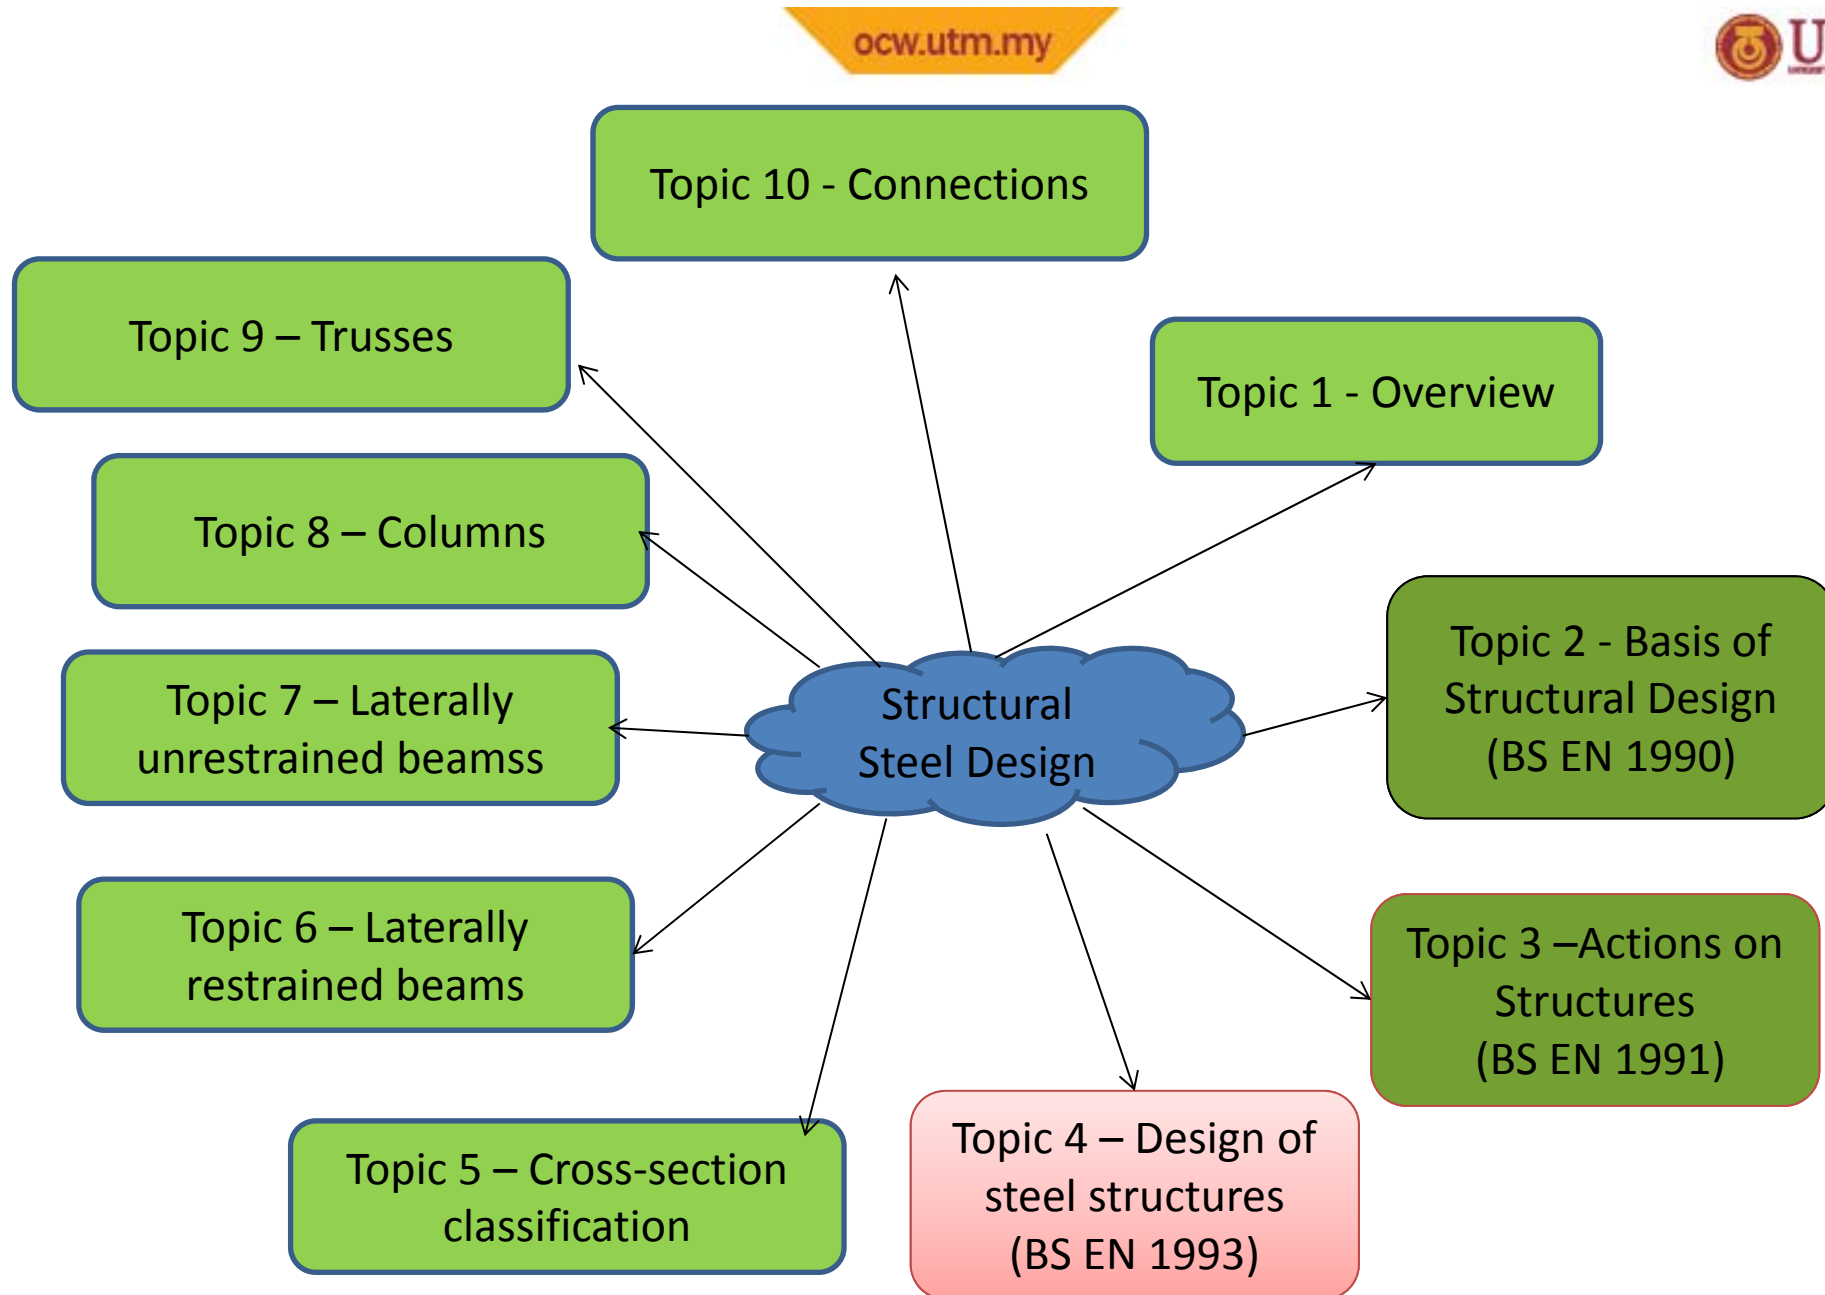 ocw.utm.my
Topic 10 - Connections
Topic 9 – Trusses
Topic 1 - Overview
Topic 8 – Columns
Topic 2 - Basis of
Structural Design
(BS EN 1990)
Topic 7 – Laterally
unrestrained beamss
Structural
Steel Design
Topic 6 – Laterally
restrained beams
Topic 3 –Actions on
Structures
(BS EN 1991)
Topic 5 – Cross-section
classification
Topic 4 – Design of
steel structures
(BS EN 1993)